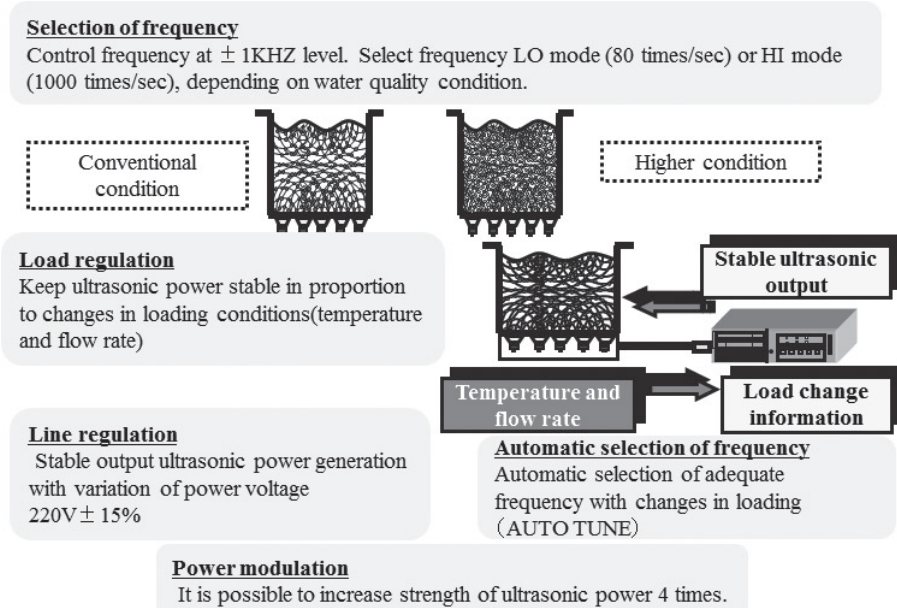 Selection of frequency
Control frequency at ± 1KHZ level. Select frequency LO mode (80 times/sec) or HI mode
(1000 times/sec), depending on water quality condition.
Conventional
condition
Higher condition
Load regulation
Keep ultrasonic power stable in proportion
to changes in loading conditions(temperature
and flow rate)
Stable ultrasonic
output
Temperature and
flow rate
Load change
information
Line regulation
Stable output ultrasonic power generation
with variation of power voltage
220V ± 15%
Automatic selection of frequency
Automatic selection of adequate
frequency with changes in loading
(AUTO TUNE)
Power modulation
It is possible to increase strength of ultrasonic power 4 times.